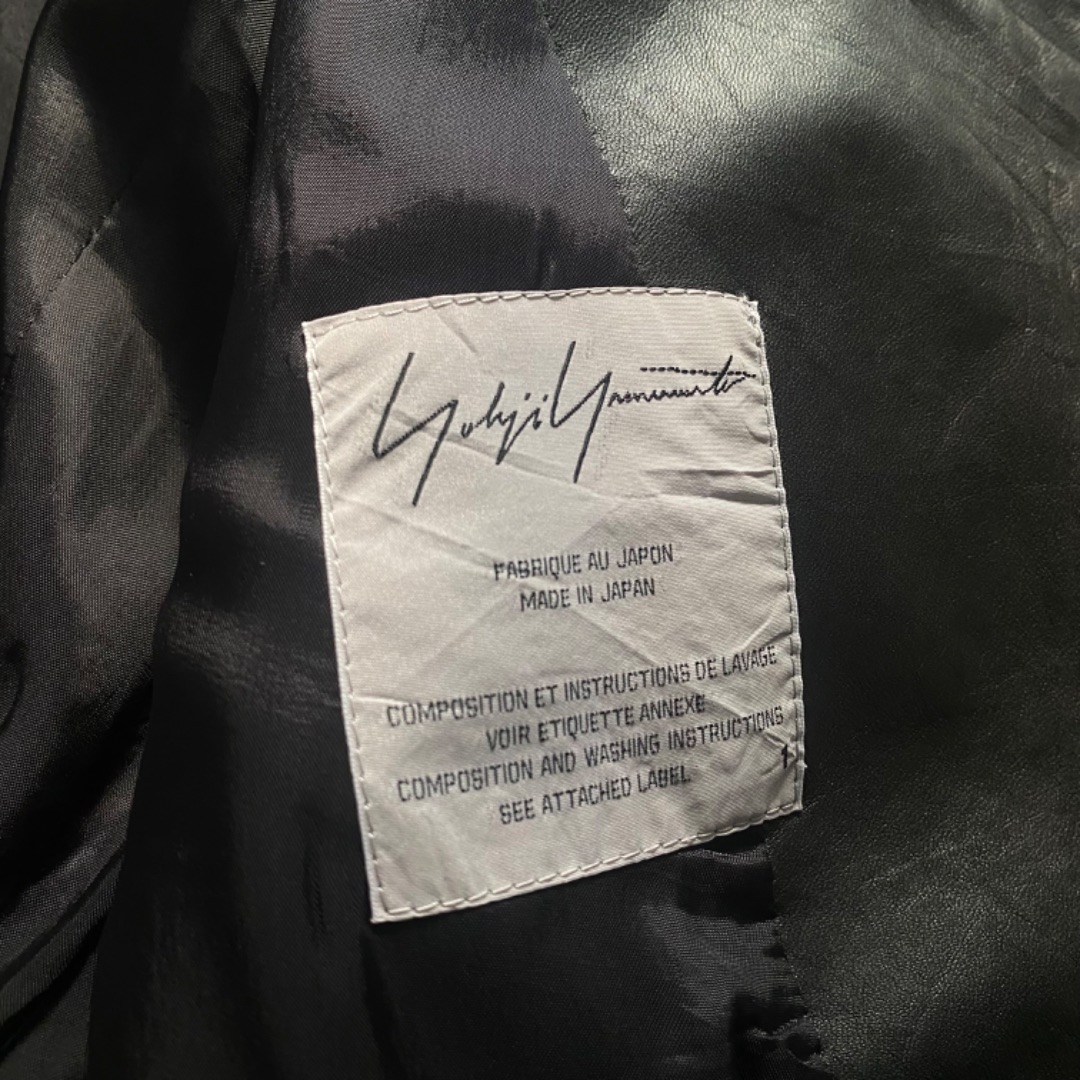 Yohji Yamamoto
FABRIQUE AU JAPON
MADE IN JAPAN
COMPOSITION ET INSTRUCTIONS DE LAVAGE
VOIR ETIQUETTE ANNEXE
COMPOSITION AND WASHING INSTRUCTIONS
SEE ATTACHED LABEL
1